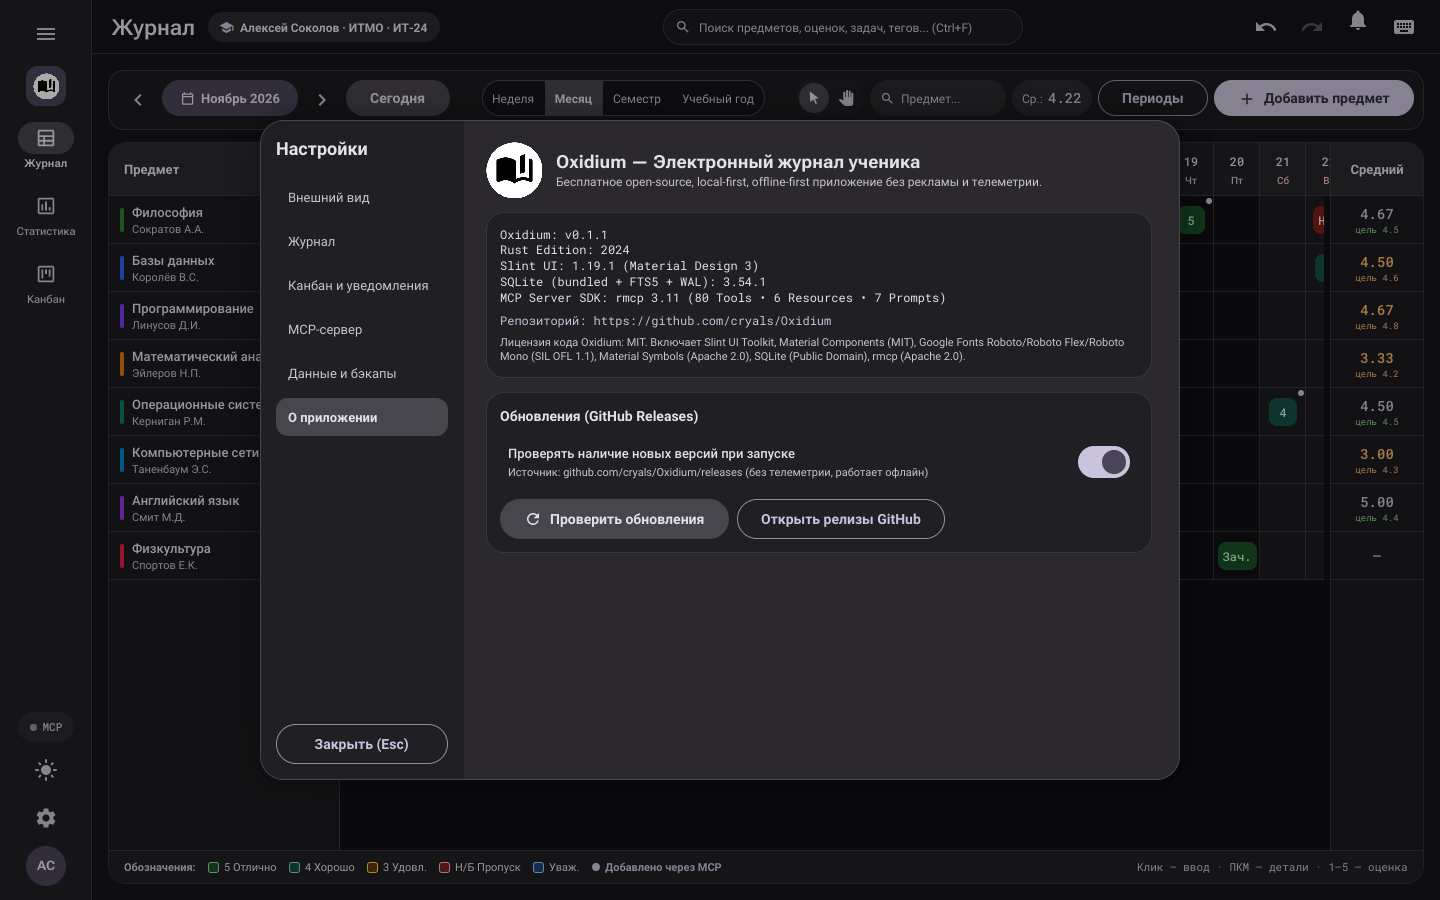 Журнал
Алексей Соколов · ИТМО · ИТ-24
Поиск предметов, оценок, задач, тегов... (Ctrl+F)
Ноябрь 2026
Сегодня
Неделя
Месяц
Семестр
Учебный год
Предмет...
Ср.: 4.22
Периоды
Добавить предмет
Журнал
Статистика
Канбан
MCP
АС
Предмет
Философия
Сократов А.А.
Базы данных
Королёв В.С.
Программирование
Линусов Д.И.
Математический ана
Эйлеров Н.П.
Операционные систе
Керниган Р.М.
Компьютерные сети
Таненбаум Э.С.
Английский язык
Смит М.Д.
Физкультура
Спортов Е.К.
Настройки
Внешний вид
Журнал
Канбан и уведомления
MCP-сервер
Данные и бэкапы
О приложении
Закрыть (Esc)
Oxidium — Электронный журнал ученика
Бесплатное open-source, local-first, offline-first приложение без рекламы и телеметрии.
Oxidium: v0.1.1
Rust Edition: 2024
Slint UI: 1.19.1 (Material Design 3)
SQLite (bundled + FTS5 + WAL): 3.54.1
MCP Server SDK: rmcp 3.11 (80 Tools • 6 Resources • 7 Prompts)
Репозиторий: https://github.com/cryals/Oxidium
Лицензия кода Oxidium: MIT. Включает Slint UI Toolkit, Material Components (MIT), Google Fonts Roboto/Roboto Flex/Roboto
Mono (SIL OFL 1.1), Material Symbols (Apache 2.0), SQLite (Public Domain), rmcp (Apache 2.0).
Обновления (GitHub Releases)
Проверять наличие новых версий при запуске
Источник: github.com/cryals/Oxidium/releases (без телеметрии, работает офлайн)
Проверить обновления
Открыть релизы GitHub
19 20 21 2
Чт Пт Сб В
5
Н
4
Зач.
Средний
4.67
цель 4.5
4.50
цель 4.6
4.67
цель 4.8
3.33
цель 4.2
4.50
цель 4.5
3.00
цель 4.3
5.00
цель 4.4
—
Обозначения:
5 Отлично
4 Хорошо
3 Удовл.
Н/Б Пропуск
Уваж.
Добавлено через MCP
Клик — ввод · ПКМ — детали · 1–5 — оценка